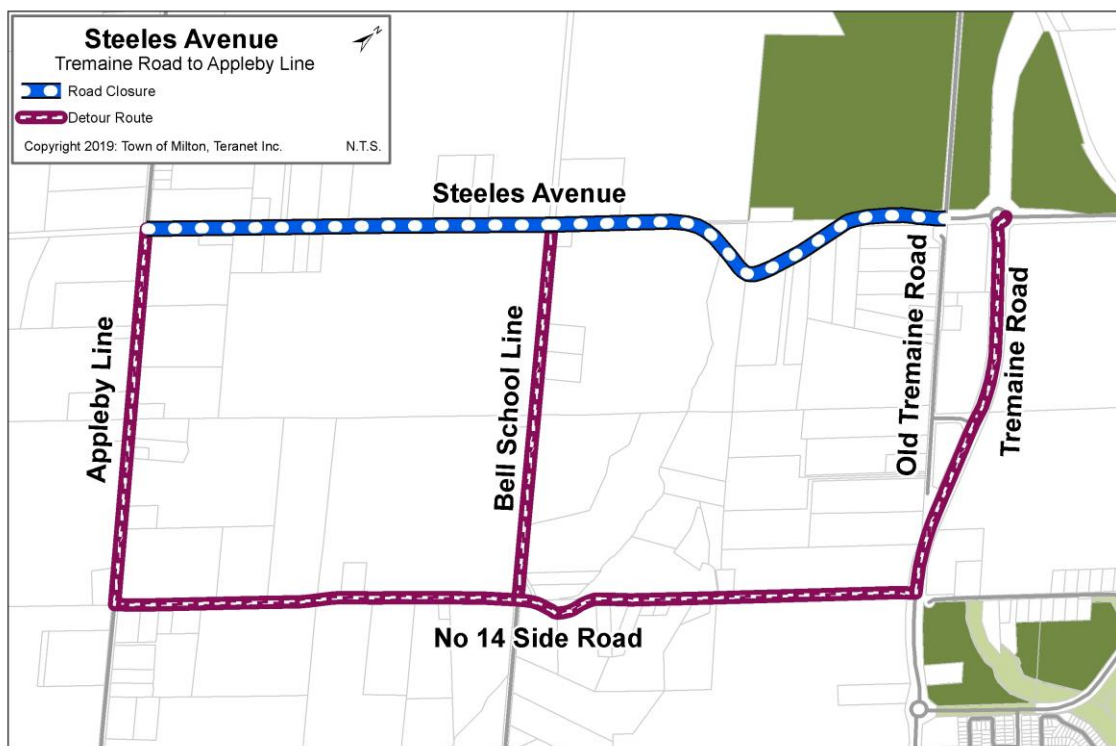 Steeles Avenue
Tremaine Road to Appleby Line
Road Closure
Detour Route
Copyright 2019: Town of Milton, Teranet Inc. N.T.S.
Steeles Avenue
Appleby Line
Bell School Line
Old Tremaine Road
Tremaine Road
No 14 Side Road